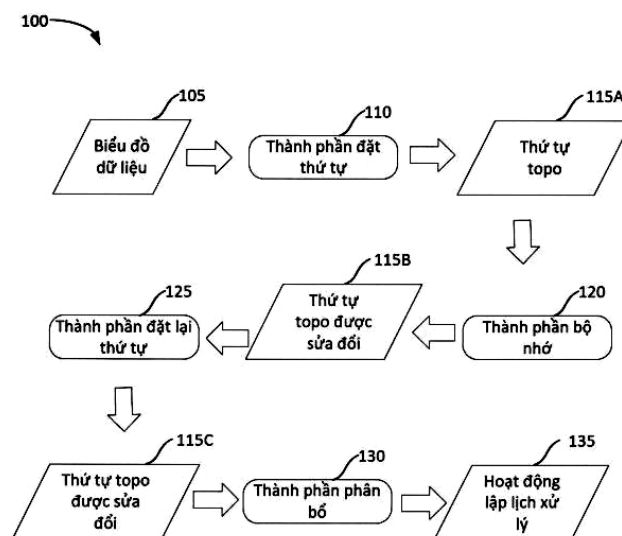 100
105
110
115A
Biểu đồ
dữ liệu
Thành phần đặt
thứ tự
Thứ tự
topo
115B
125
120
Thành phần đặt lại
thứ tự
Thứ tự
topo được
sửa đổi
Thành phần bộ
nhớ
115C
130
135
Thứ tự topo
được sửa
đổi
Thành phần phân
bổ
Hoạt động
lập lịch xử
lý